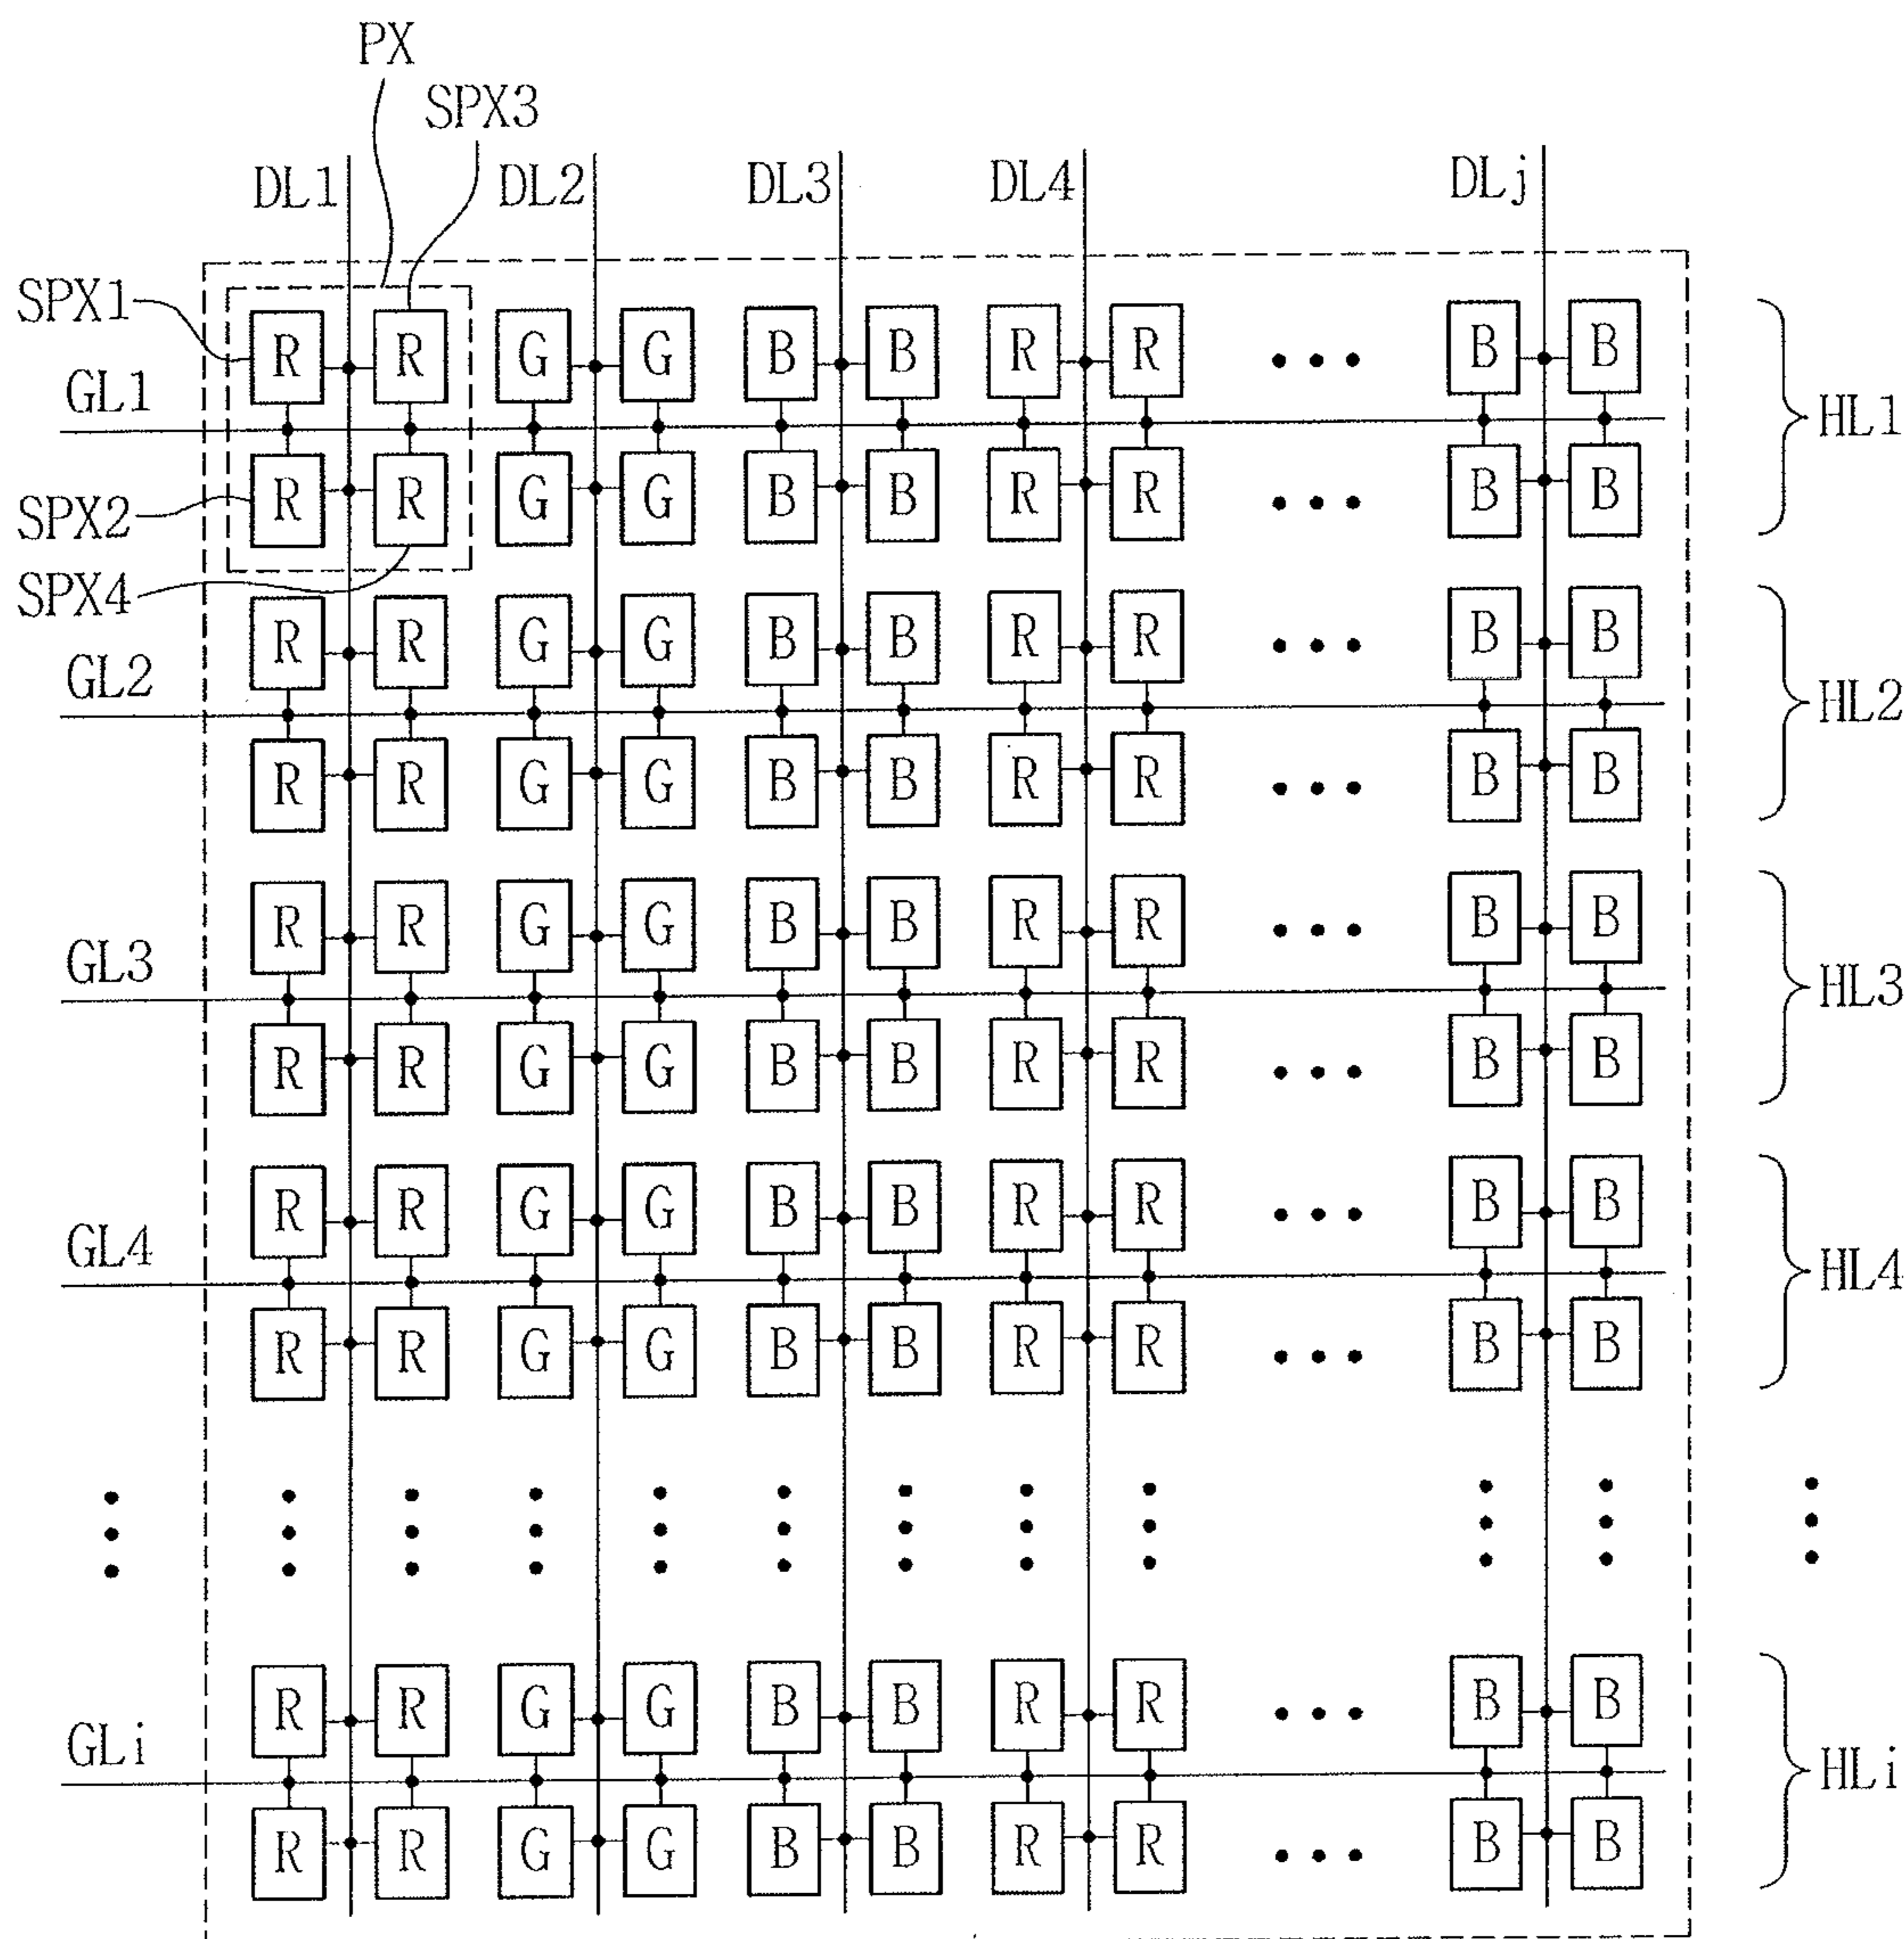 PX
SPX3
DL1 DL2 DL3 DL4 DLj
SPX1
R R G G B B R R • • • B B
GL1
HL1
R R G G B B R R • • • B B
SPX2
SPX4
R R G G B B R R • • • B B
GL2
HL2
R R G G B B R R • • • B B
R R G G B B R R • • • B B
GL3
HL3
R R G G B B R R • • • B B
R R G G B B R R • • • B B
GL4
HL4
R R G G B B R R • • • B B
R R G G B B R R • • • B B
GLi
HLi
R R G G B B R R • • • B B